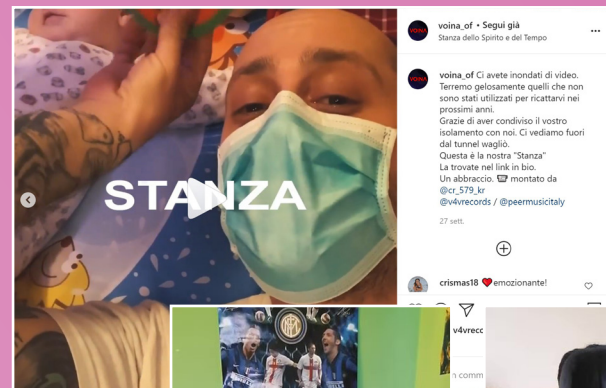 STANZA
voina_of • Segui già
Stanza dello Spirito e del Tempo
voina_of Ci avete inondati di video.
Terremo gelosamente quelli che non
sono stati utilizzati per ricattarvi nei
prossimi anni.
Grazie di aver condiviso il vostro
isolamento con noi. Ci vediamo fuori
dal tunnel wagliò.
Questa è la nostra "Stanza"
La trovate nel link in bio.
Un abbraccio. montato da
@cr_579_kr
@v4vrecords / @peermusicitaly
27 sett.
crismas18 ❤️emozionante!
v4vrecc
n comm